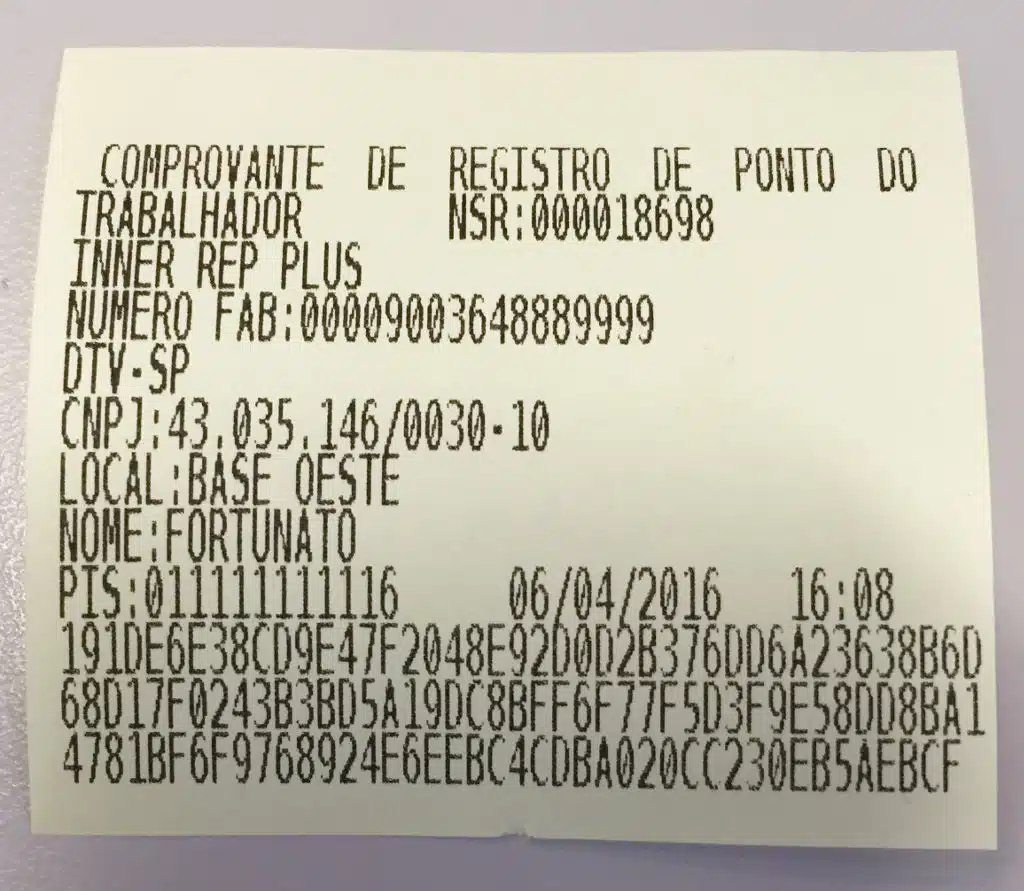 COMPROVANTE DE REGISTRO DE PONTO DO
TRABALHADOR NSR:000018698
INNER REP PLUS
NUMERO FAB:00009003648889999
DTV-SP
CNPJ:43.035.146/0030-10
LOCAL:BASE OESTE
NOME:FORTUNATO
PIS:011111111116 06/04/2016 16:08
191DE6E38CD9E47F2048E92D0D2B376DD6A23638B6D
68D17F0243B3BD5A19DC8BFF6F77F5D3F9E58DD8BA1
4781BF6F9768924E6EEBC4CDBA020CC230EB5AEBCF